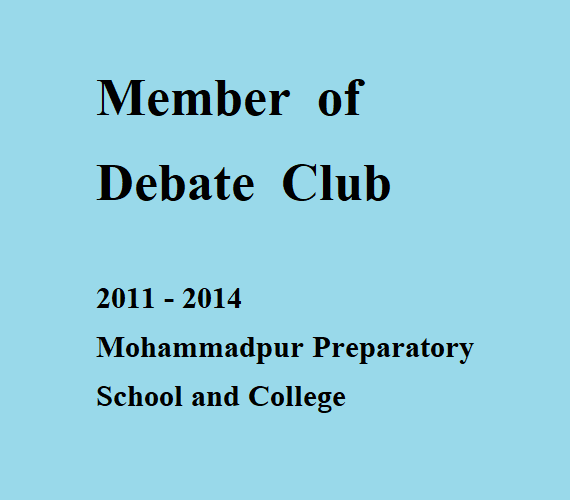 Member of
Debate Club
2011 - 2014
Mohammadpur Preparatory
School and College